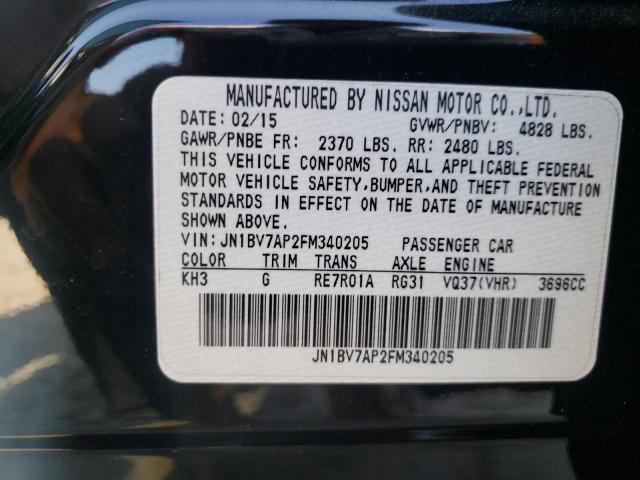 MANUFACTURED BY NISSAN MOTOR CO.,LTD.
DATE: 02/15 GVWR/PNBV: 4828 LBS.
GAWR/PNBE FR: 2370 LBS. RR: 2480 LBS.
THIS VEHICLE CONFORMS TO ALL APPLICABLE FEDERAL
MOTOR VEHICLE SAFETY,BUMPER,AND THEFT PREVENTION
STANDARDS IN EFFECT ON THE DATE OF MANUFACTURE
SHOWN ABOVE.
VIN:JN1BV7AP2FM340205 PASSENGER CAR
COLOR TRIM TRANS AXLE ENGINE
KH3 G RE7R01A RG31 VQ37(VHR) 3696CC
JN1BV7AP2FM340205